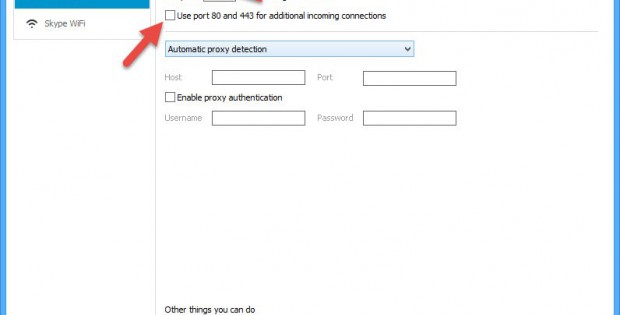 Use port 80 and 443 for additional incoming connections
Skype WiFi
Automatic proxy detection
Host
Port
Enable proxy authentication
Username
Password
Other things you can do